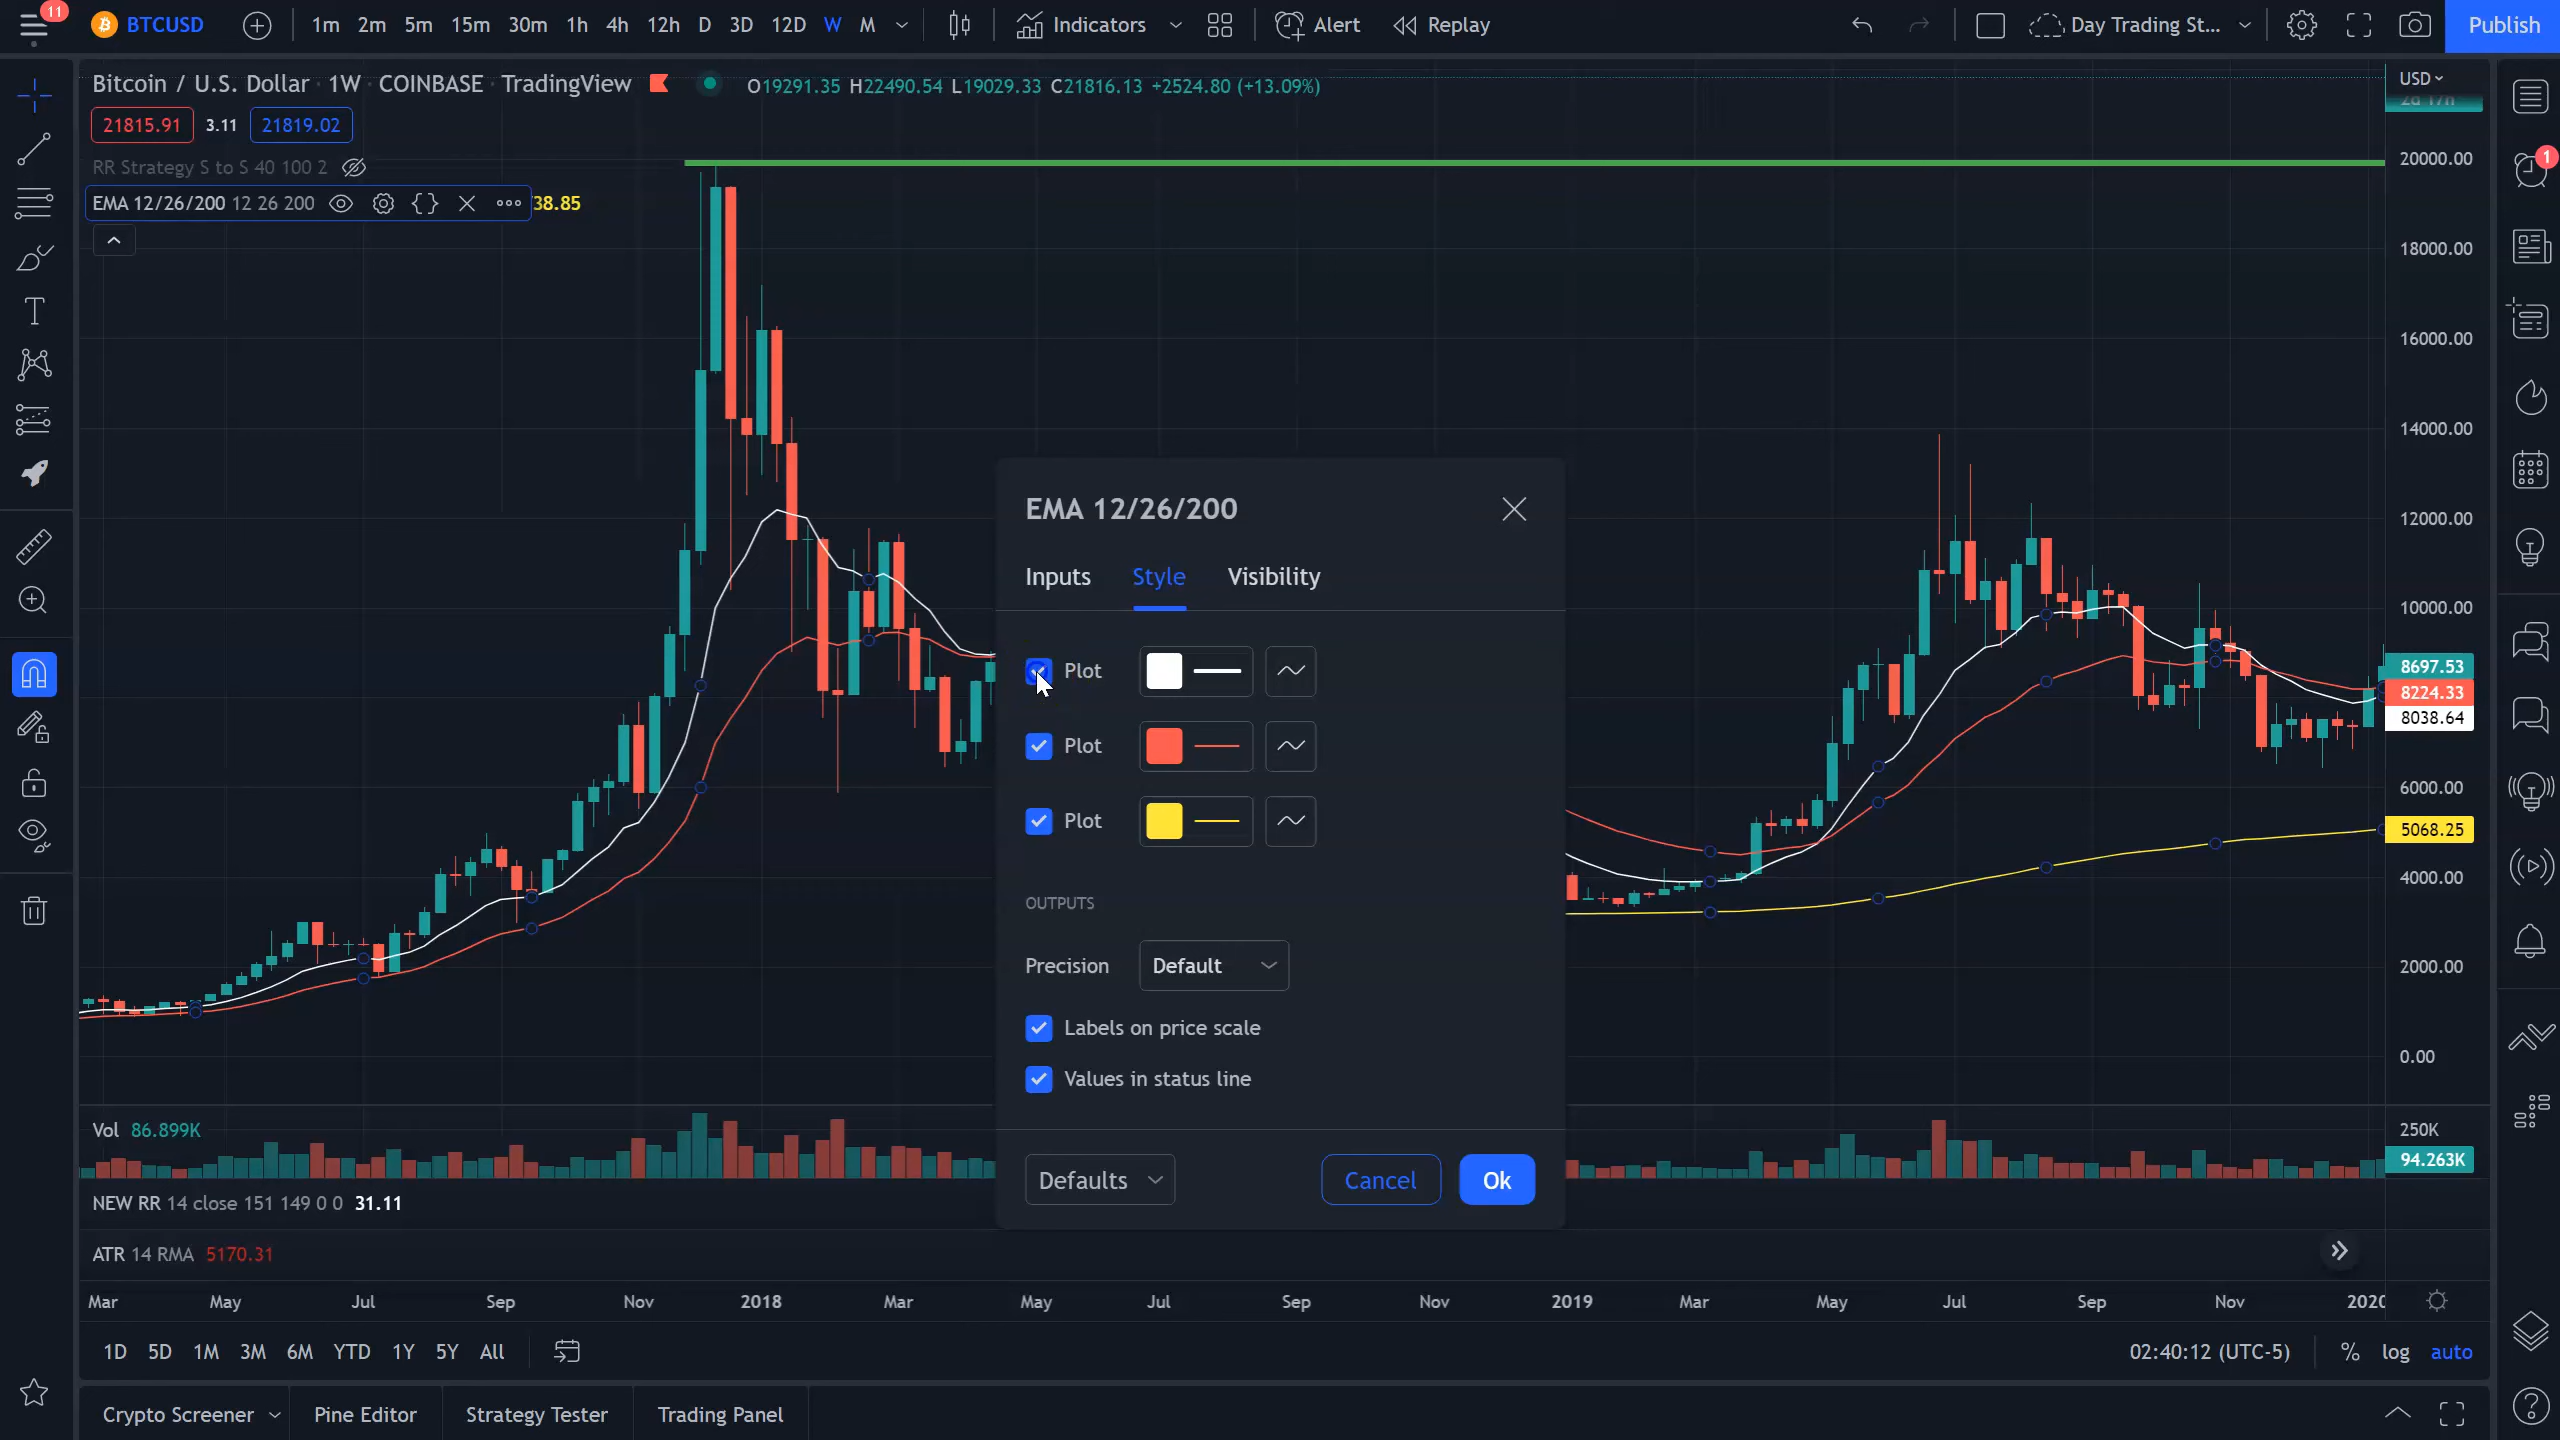 11
BTCUSD 1m 2m 5m 15m 30m 1h 4h 12h D 3D 12D W M Indicators Alert Replay Day Trading St... Publish
Bitcoin / U.S. Dollar · 1W · COINBASE · TradingView O19291.35 H22490.54 L19029.33 C21816.13 +2524.80 (+13.09%)
USD
2d 17h
21815.91 3.11 21819.02
RR Strategy S to S 40 100 2
EMA 12/26/200 12 26 200 38.85
1
20000.00
18000.00
16000.00
14000.00
12000.00
10000.00
8697.53
8224.33
8038.64
6000.00
5068.25
4000.00
2000.00
0.00
EMA 12/26/200
Inputs Style Visibility
Plot
Plot
Plot
OUTPUTS
Precision Default
Labels on price scale
Values in status line
Defaults Cancel Ok
Vol 86.899K
250K
94.263K
NEW RR 14 close 151 149 0 0 31.11
ATR 14 RMA 5170.31
Mar May Jul Sep Nov 2018 Mar May Jul Sep Nov 2019 Mar May Jul Sep Nov 2020
1D 5D 1M 3M 6M YTD 1Y 5Y All 02:40:12 (UTC-5) % log auto
Crypto Screener Pine Editor Strategy Tester Trading Panel